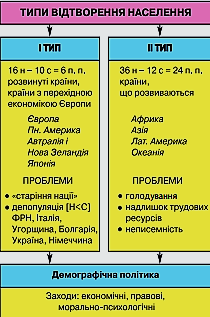 ТИПИ ВІДТВОРЕННЯ НАСЕЛЕННЯ
І ТИП
16 н – 10 с = 6 п. п,
розвинуті країни,
країни з перехідною
економікою Європи
Європа
Пн. Америка
Автралія і
Нова Зеландія
Японія
ПРОБЛЕМИ
• «старіння нації»
• депопуляція [Н<С]
ФРН, Італія,
Угорщина, Болгарія,
Україна, Німеччина
ІІ ТИП
36 н – 12 с = 24 п. п,
країни,
що розвиваються
Африка
Азія
Лат. Америка
Океанія
ПРОБЛЕМИ
• голодування
• надлишок трудових
ресурсів
• неписемність
Демографічна політика
Заходи: економічні, правові,
морально-психологічні